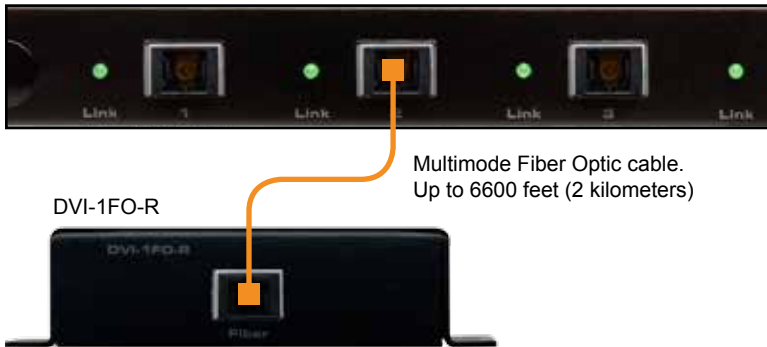 Link 1 Link 2 Link 3 Link
Multimode Fiber Optic cable.
Up to 6600 feet (2 kilometers)
DVI-1FO-R
DVI-1FO-R
Fiber